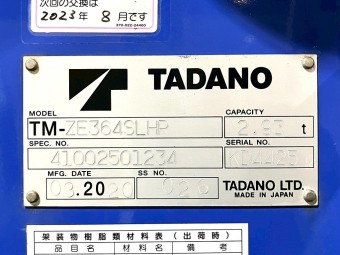 次回の交換は
2023年 8月です
TADANO
MODEL CAPACITY
TM-ZE364SLHP 2.93 t
SPEC. NO. SERIAL NO.
41002501234
MFG. DATE SS NO.
03.2020
TADANO LTD.
MADE IN JAPAN
架装物樹脂類材料表(出荷時)
品目名 材料名 備考